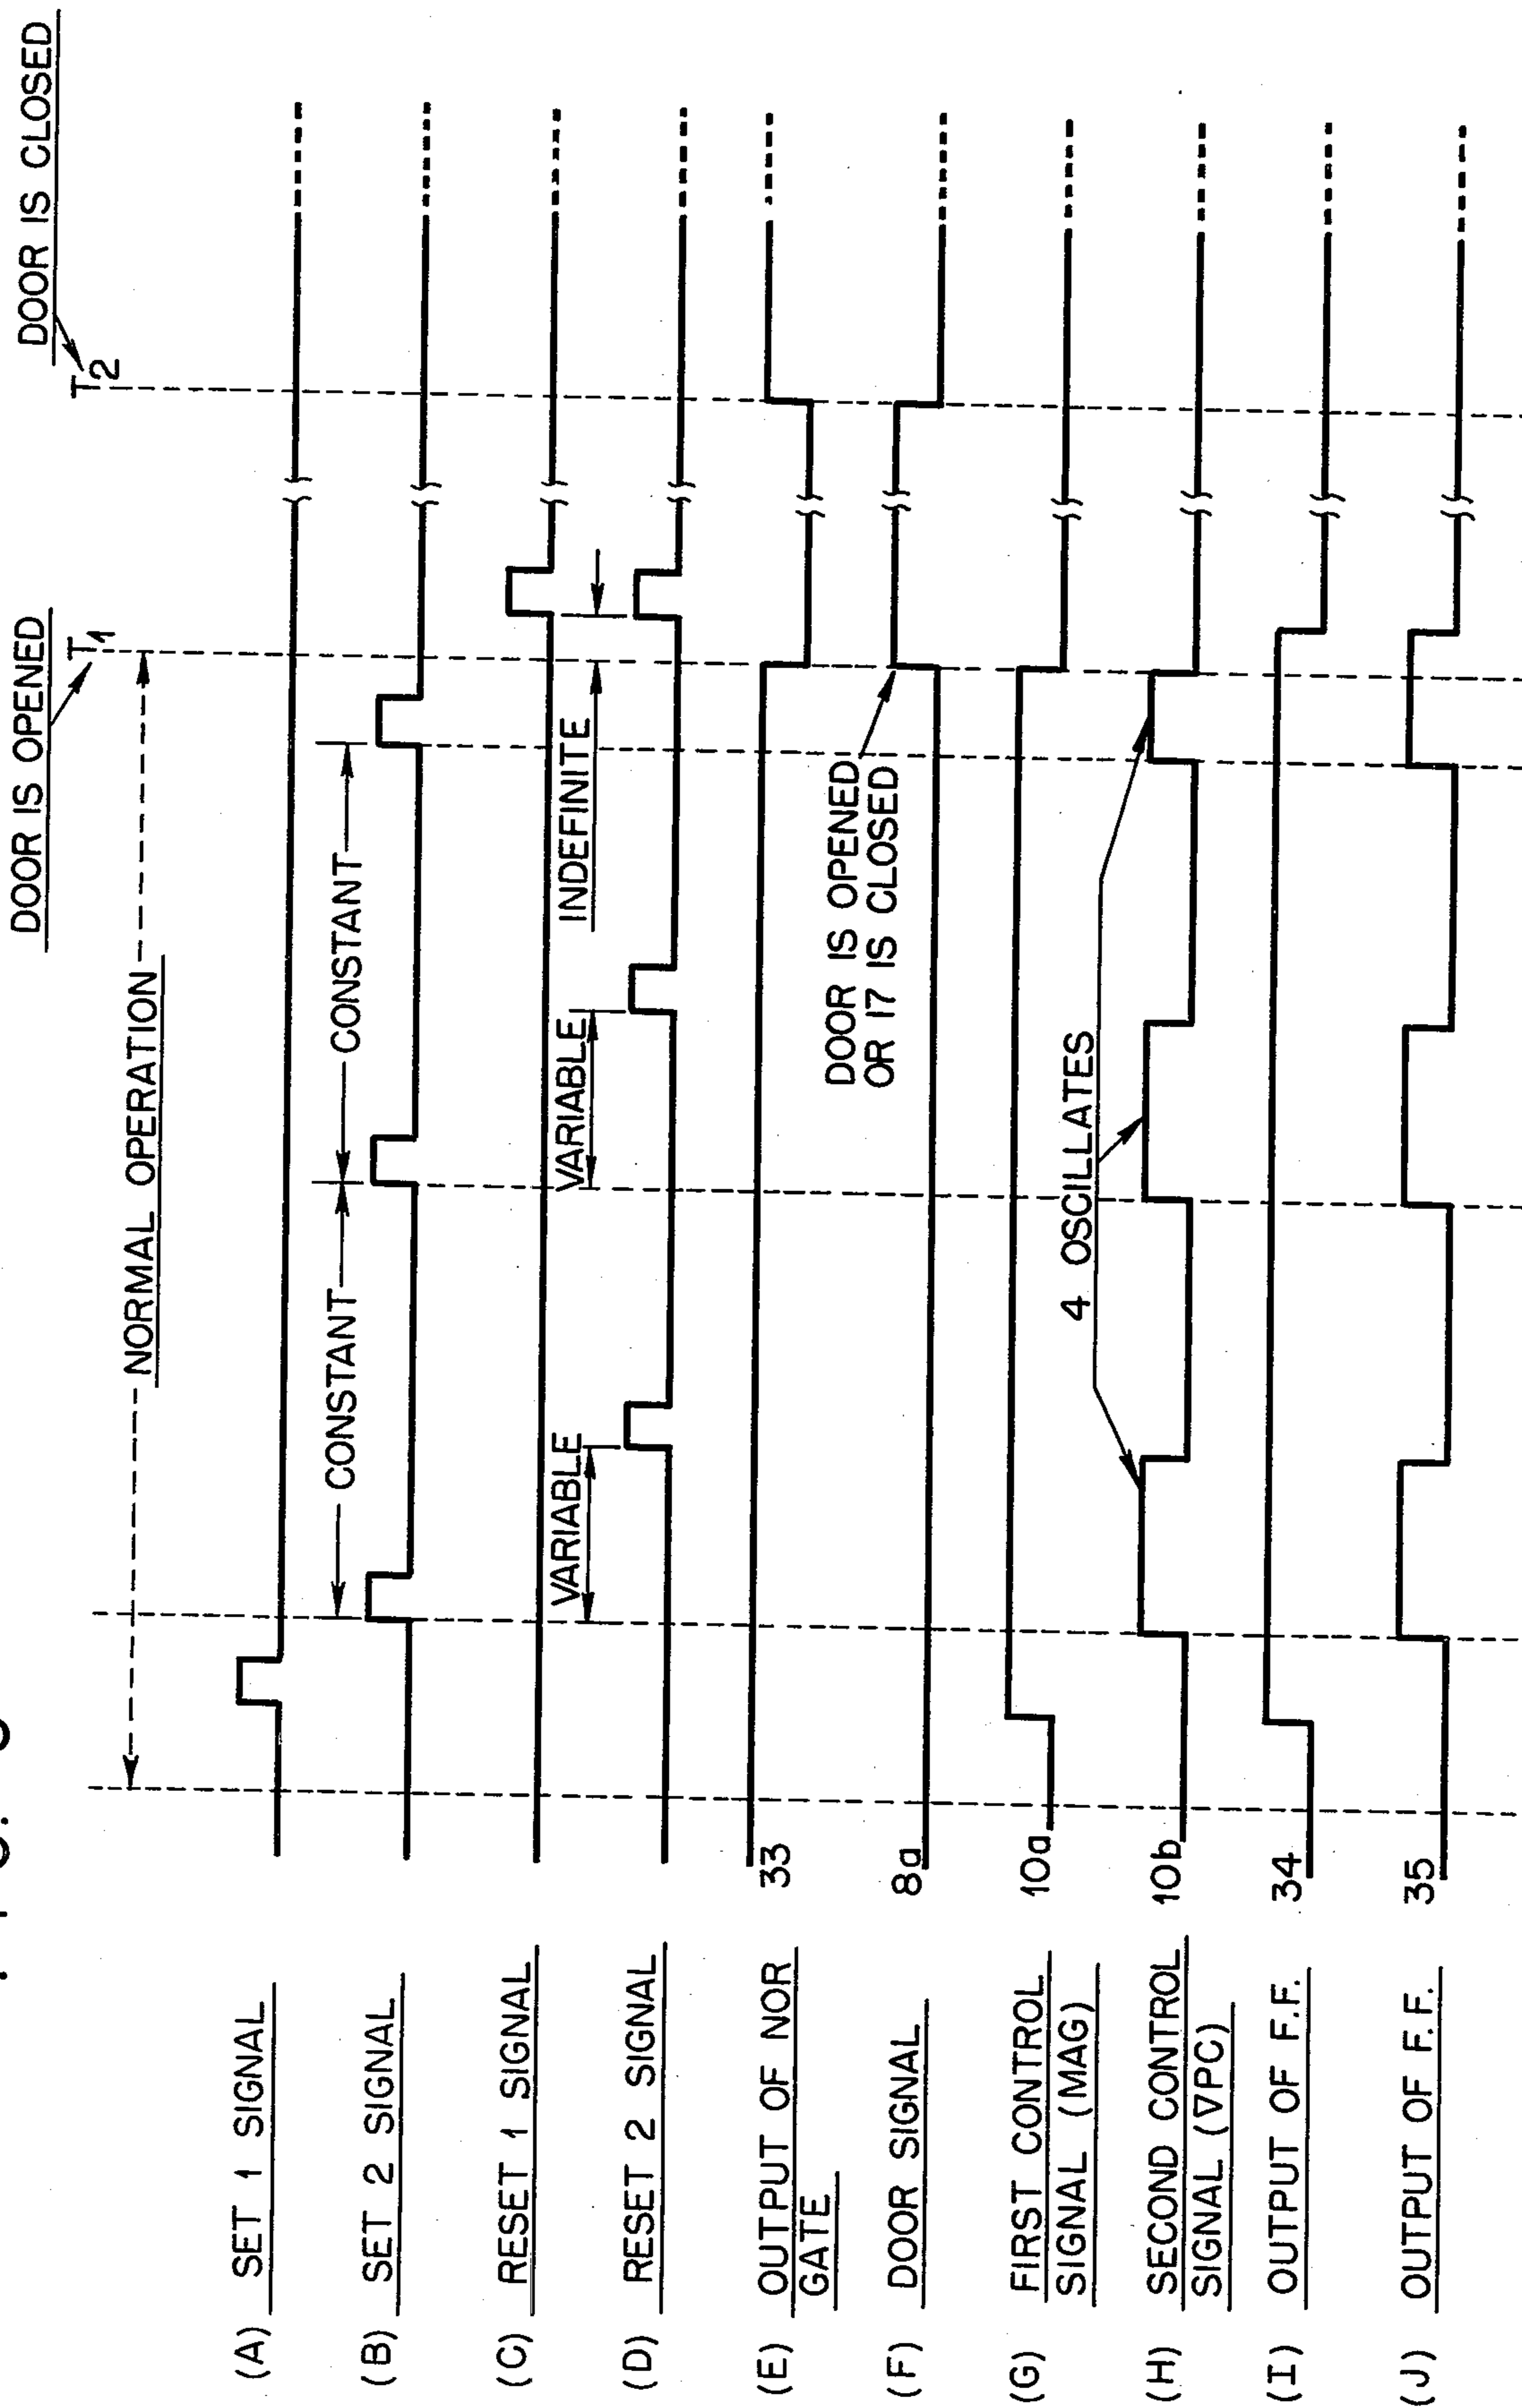 DOOR IS OPENED
T1
DOOR IS CLOSED
T2
NORMAL OPERATION
(A) SET 1 SIGNAL
(B) SET 2 SIGNAL
CONSTANT
CONSTANT
(C) RESET 1 SIGNAL
(D) RESET 2 SIGNAL
VARIABLE
VARIABLE
INDEFINITE
(E) OUTPUT OF NOR
GATE
33
(F) DOOR SIGNAL
8a
DOOR IS OPENED
OR 17 IS CLOSED
(G) FIRST CONTROL
SIGNAL (MAG)
10a
(H) SECOND CONTROL
SIGNAL (∇PC)
10b
4 OSCILLATES
(I) OUTPUT OF F.F.
34
(J) OUTPUT OF F.F.
35